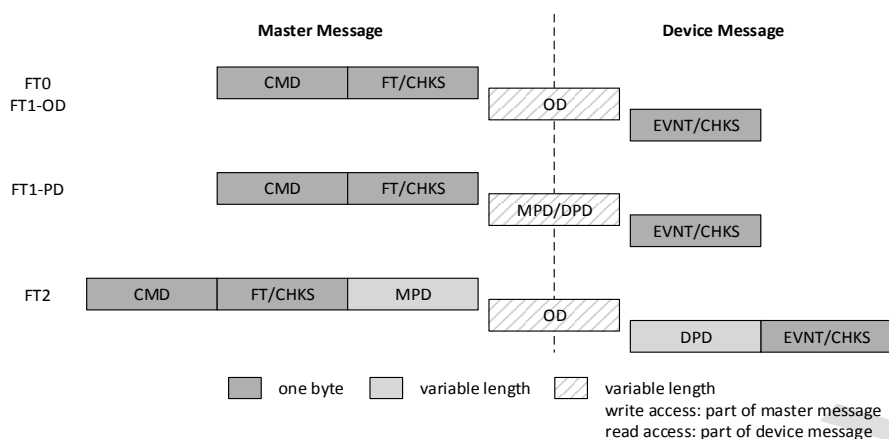 Master Message Device Message
FT0 CMD FT/CHKS
FT1-OD OD
EVNT/CHKS
FT1-PD CMD FT/CHKS
MPD/DPD
EVNT/CHKS
FT2 CMD FT/CHKS MPD
OD
DPD EVNT/CHKS
one byte variable length variable length
write access: part of master message
read access: part of device message